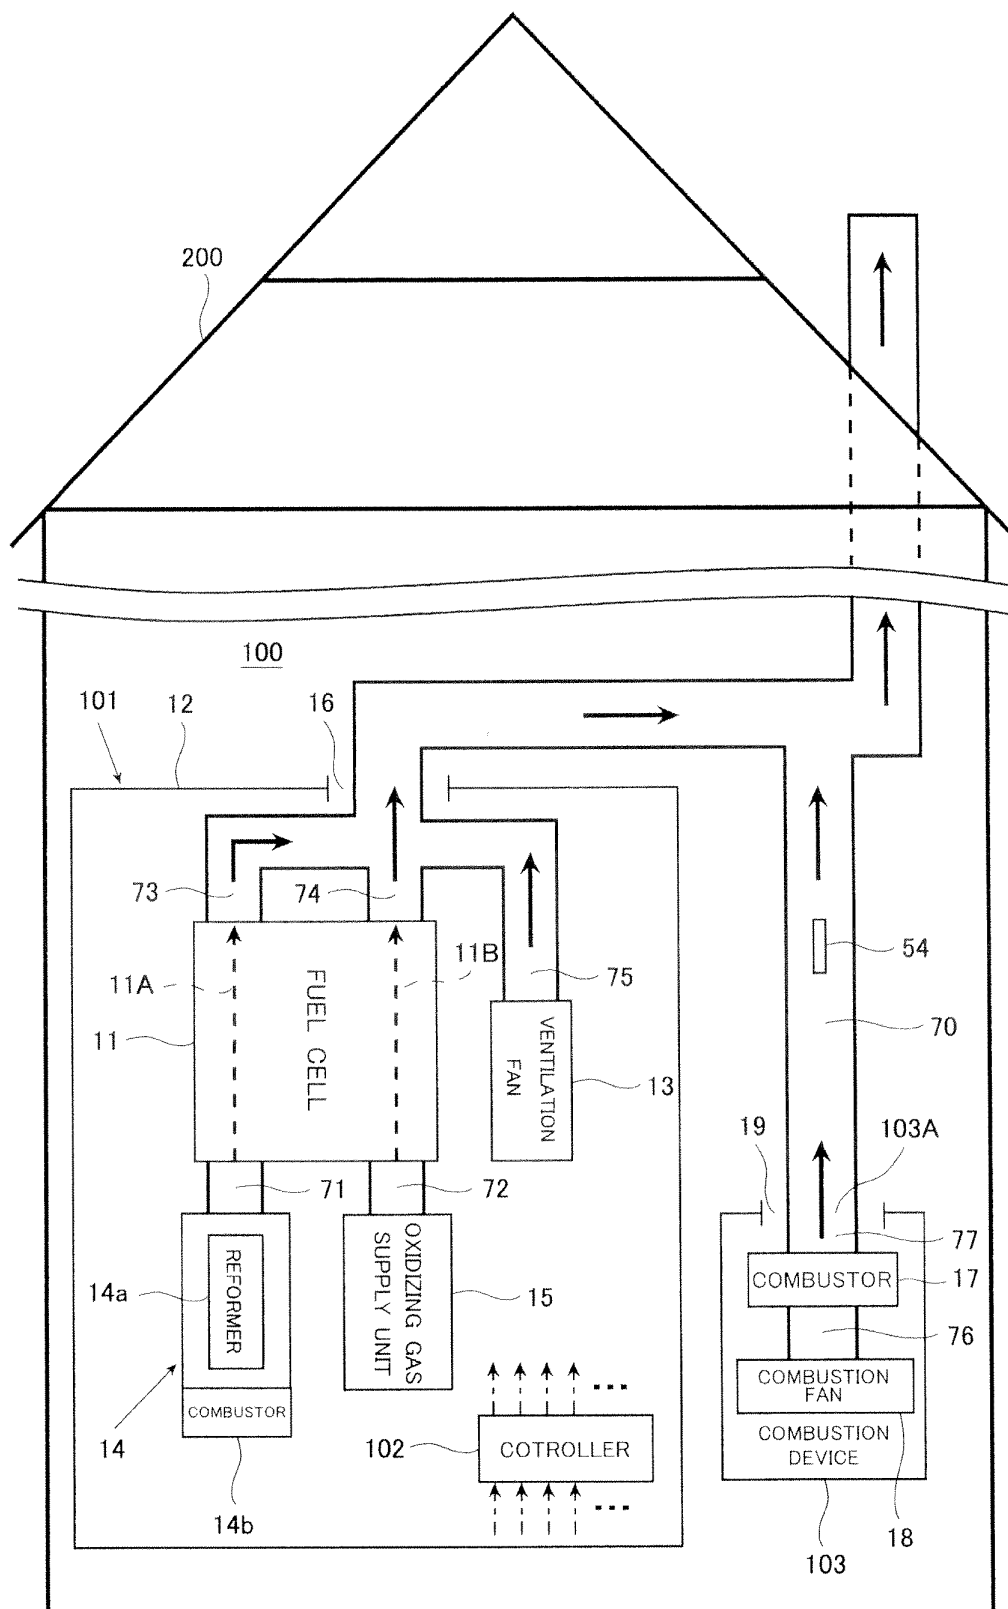 200
100
101
12
16
73
74
11A
11B
75
54
11
FUEL CELL
VENTILATION
FAN
70
13
19
103A
71
72
77
14a
REFORMER
OXIDIZING GAS
SUPPLY UNIT
15
COMBUSTOR
17
76
COMBUSTION
FAN
14
COMBUSTOR
102
COTROLLER
COMBUSTION
DEVICE
14b
18
103